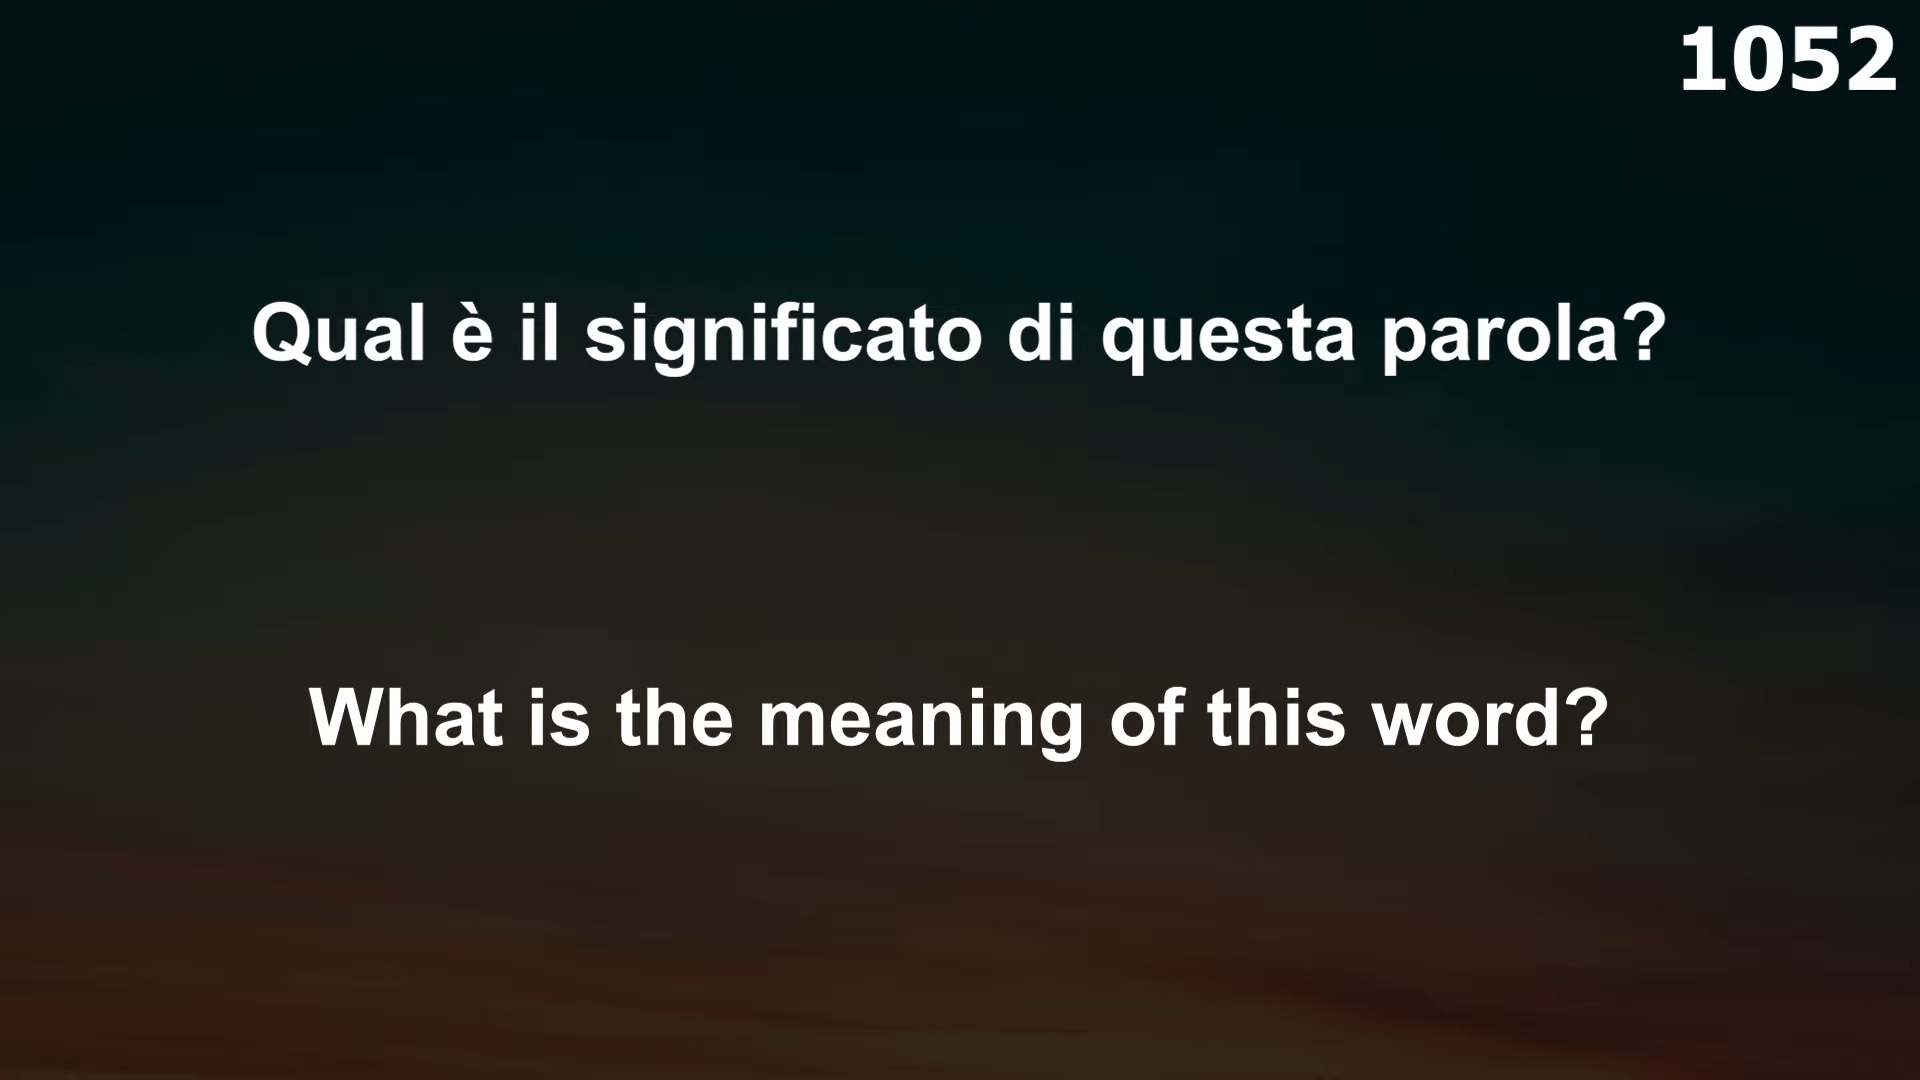 1052
Qual è il significato di questa parola?
What is the meaning of this word?